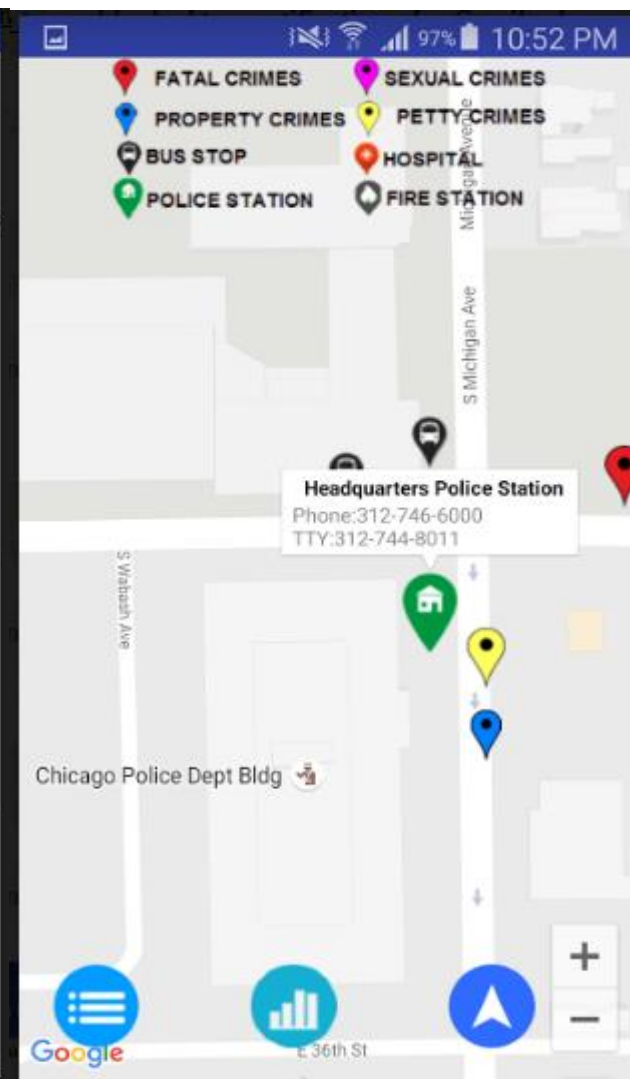 97% 10:52 PM
FATAL CRIMES SEXUAL CRIMES
PROPERTY CRIMES PETTY CRIMES
BUS STOP HOSPITAL
POLICE STATION FIRE STATION
Michigan Avenue
S Michigan Ave
Headquarters Police Station
Phone:312-746-6000
TTY:312-744-8011
S Wabash Ave
Chicago Police Dept Bldg
+
−
Google
E 36th St